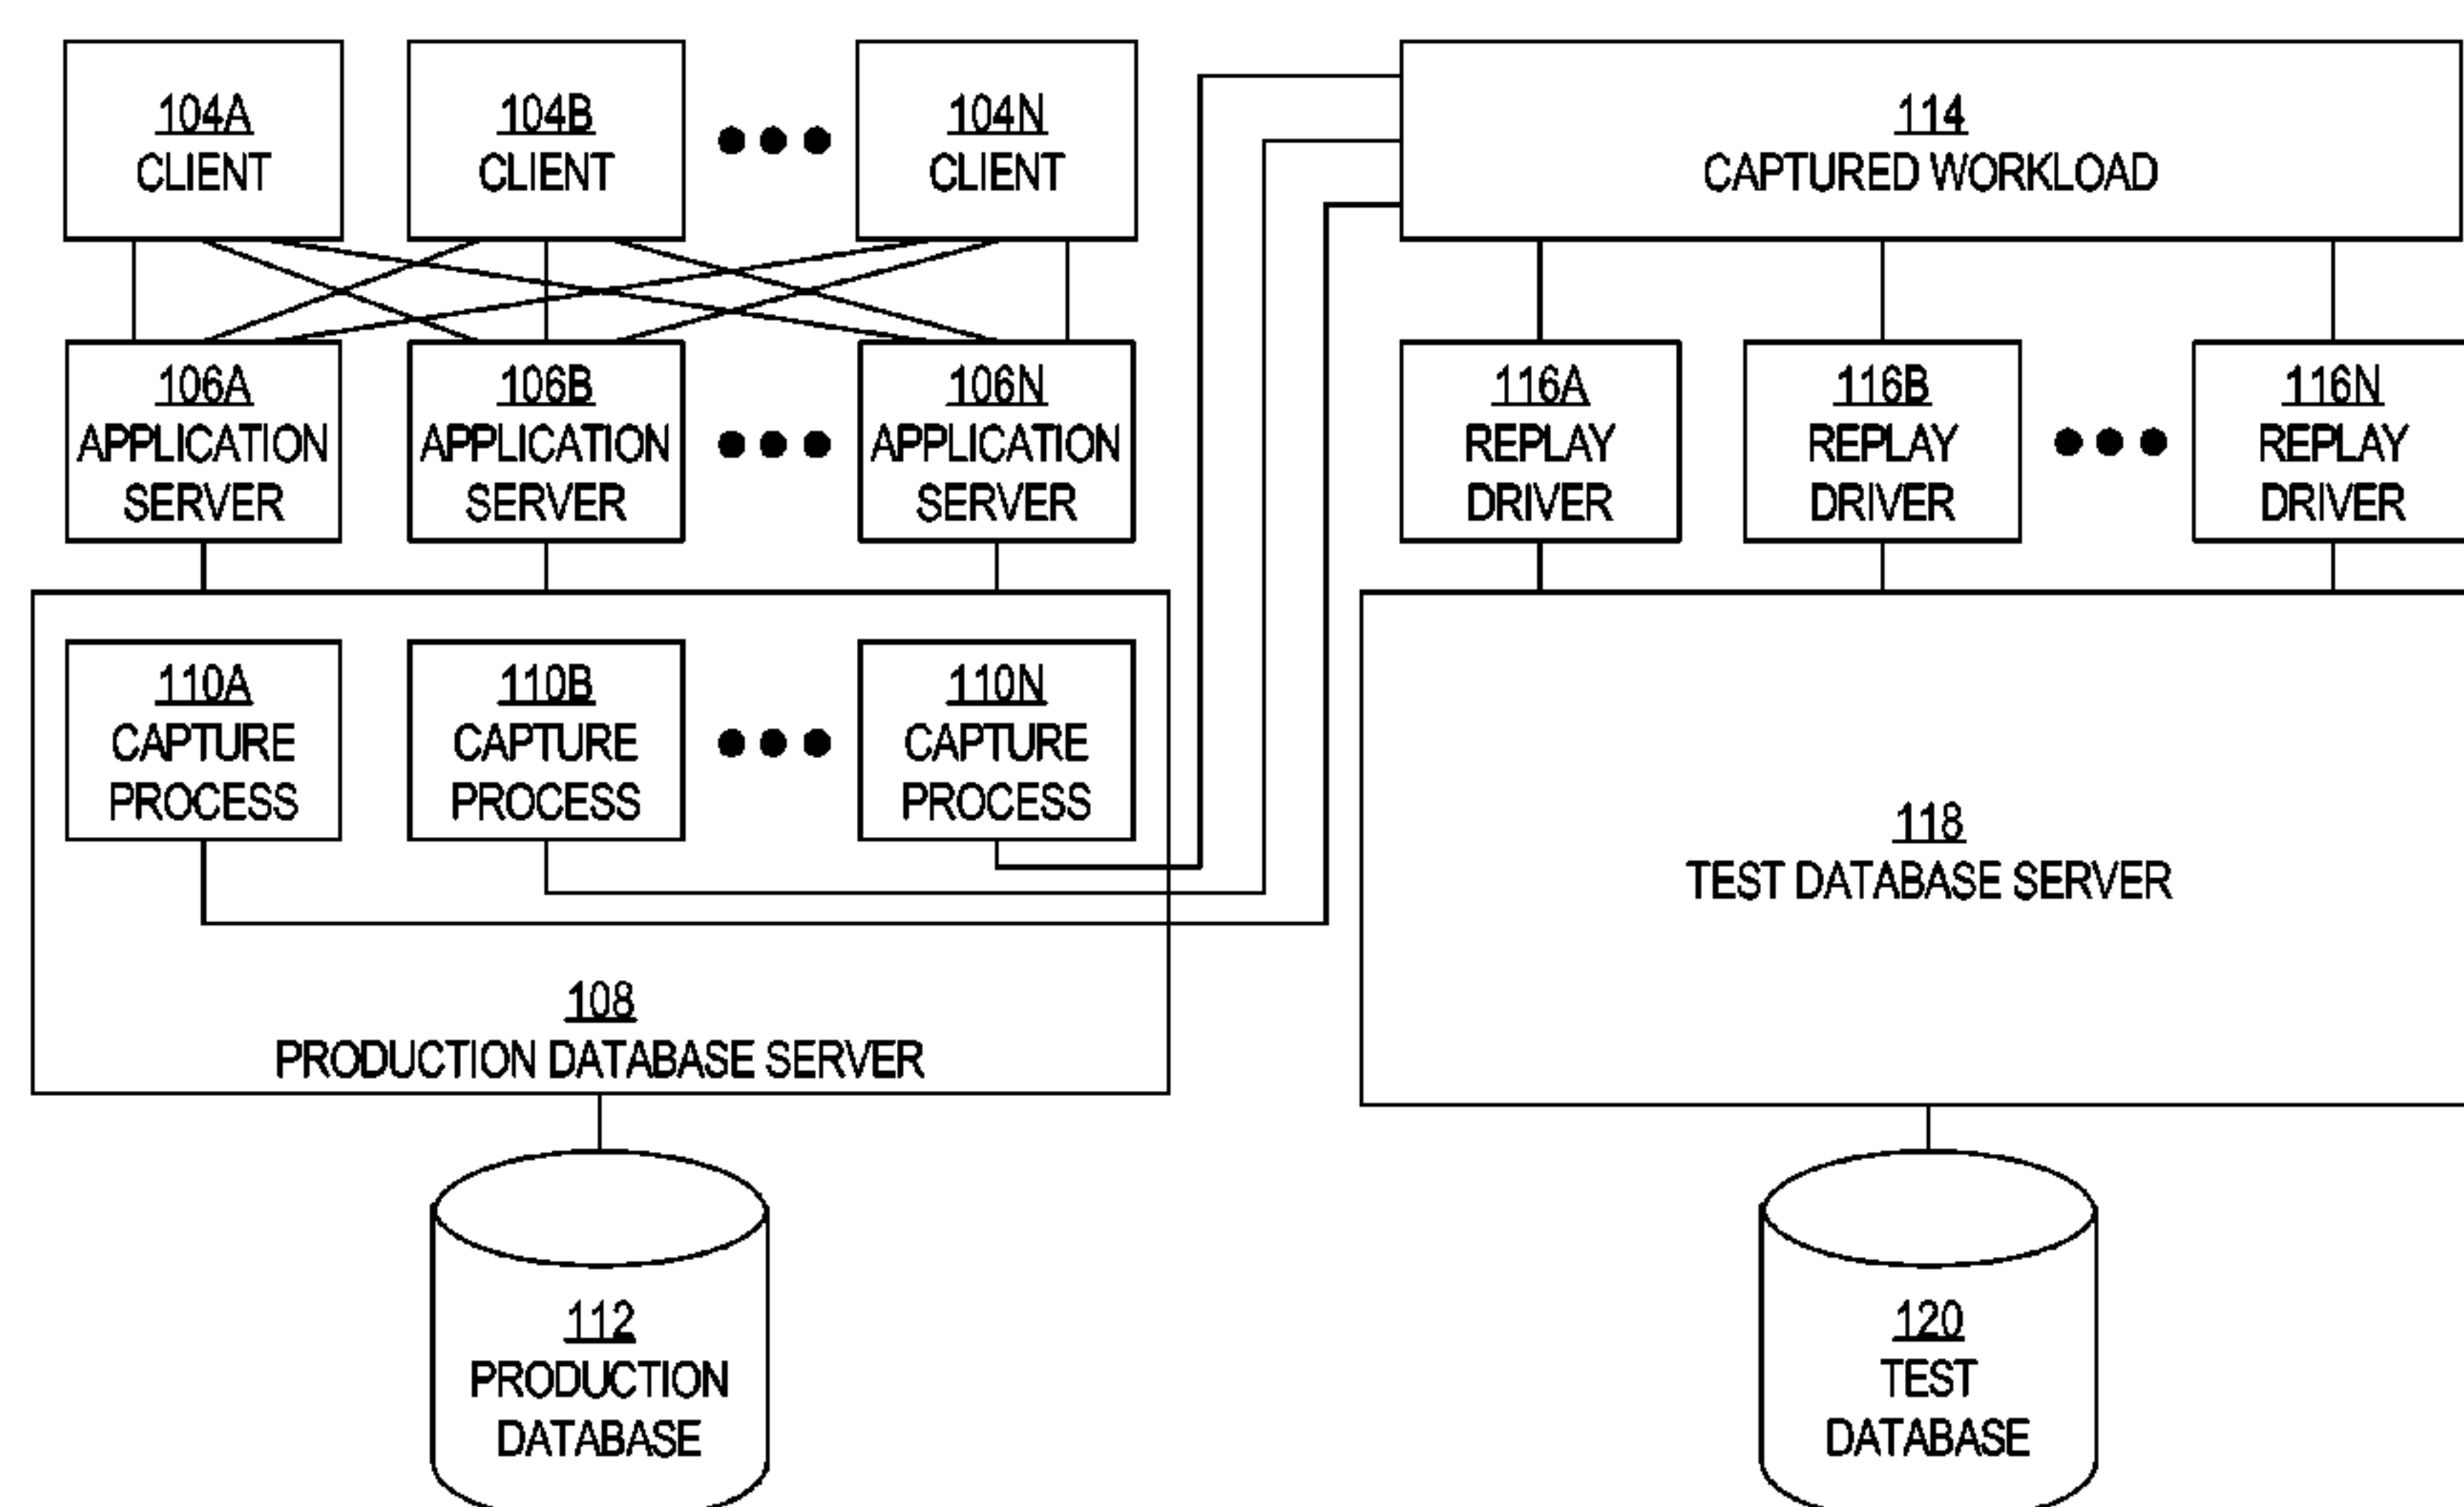 104A
CLIENT
104B
CLIENT
104N
CLIENT
114
CAPTURED WORKLOAD
106A
APPLICATION
SERVER
106B
APPLICATION
SERVER
106N
APPLICATION
SERVER
116A
REPLAY
DRIVER
116B
REPLAY
DRIVER
116N
REPLAY
DRIVER
110A
CAPTURE
PROCESS
110B
CAPTURE
PROCESS
110N
CAPTURE
PROCESS
108
PRODUCTION DATABASE SERVER
118
TEST DATABASE SERVER
112
PRODUCTION
DATABASE
120
TEST
DATABASE